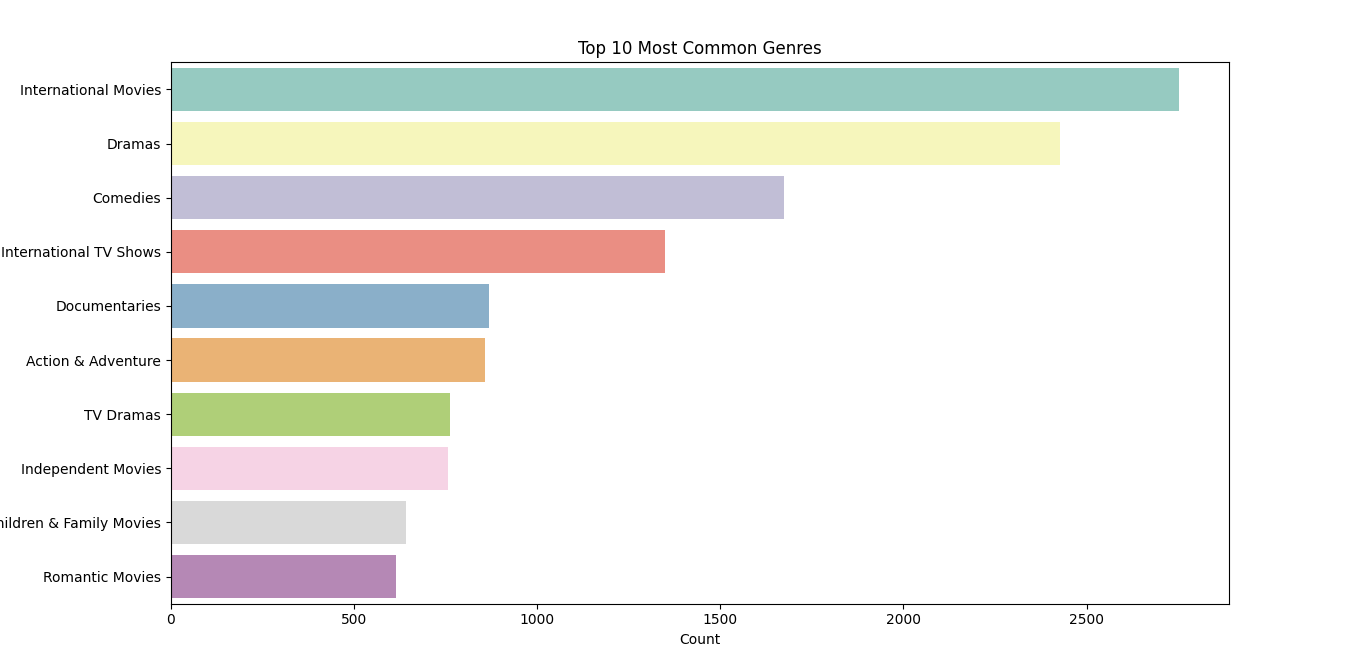 Top 10 Most Common Genres
International Movies
Dramas
Comedies
International TV Shows
Documentaries
Action & Adventure
TV Dramas
Independent Movies
hildren & Family Movies
Romantic Movies
0 500 1000 1500 2000 2500
Count